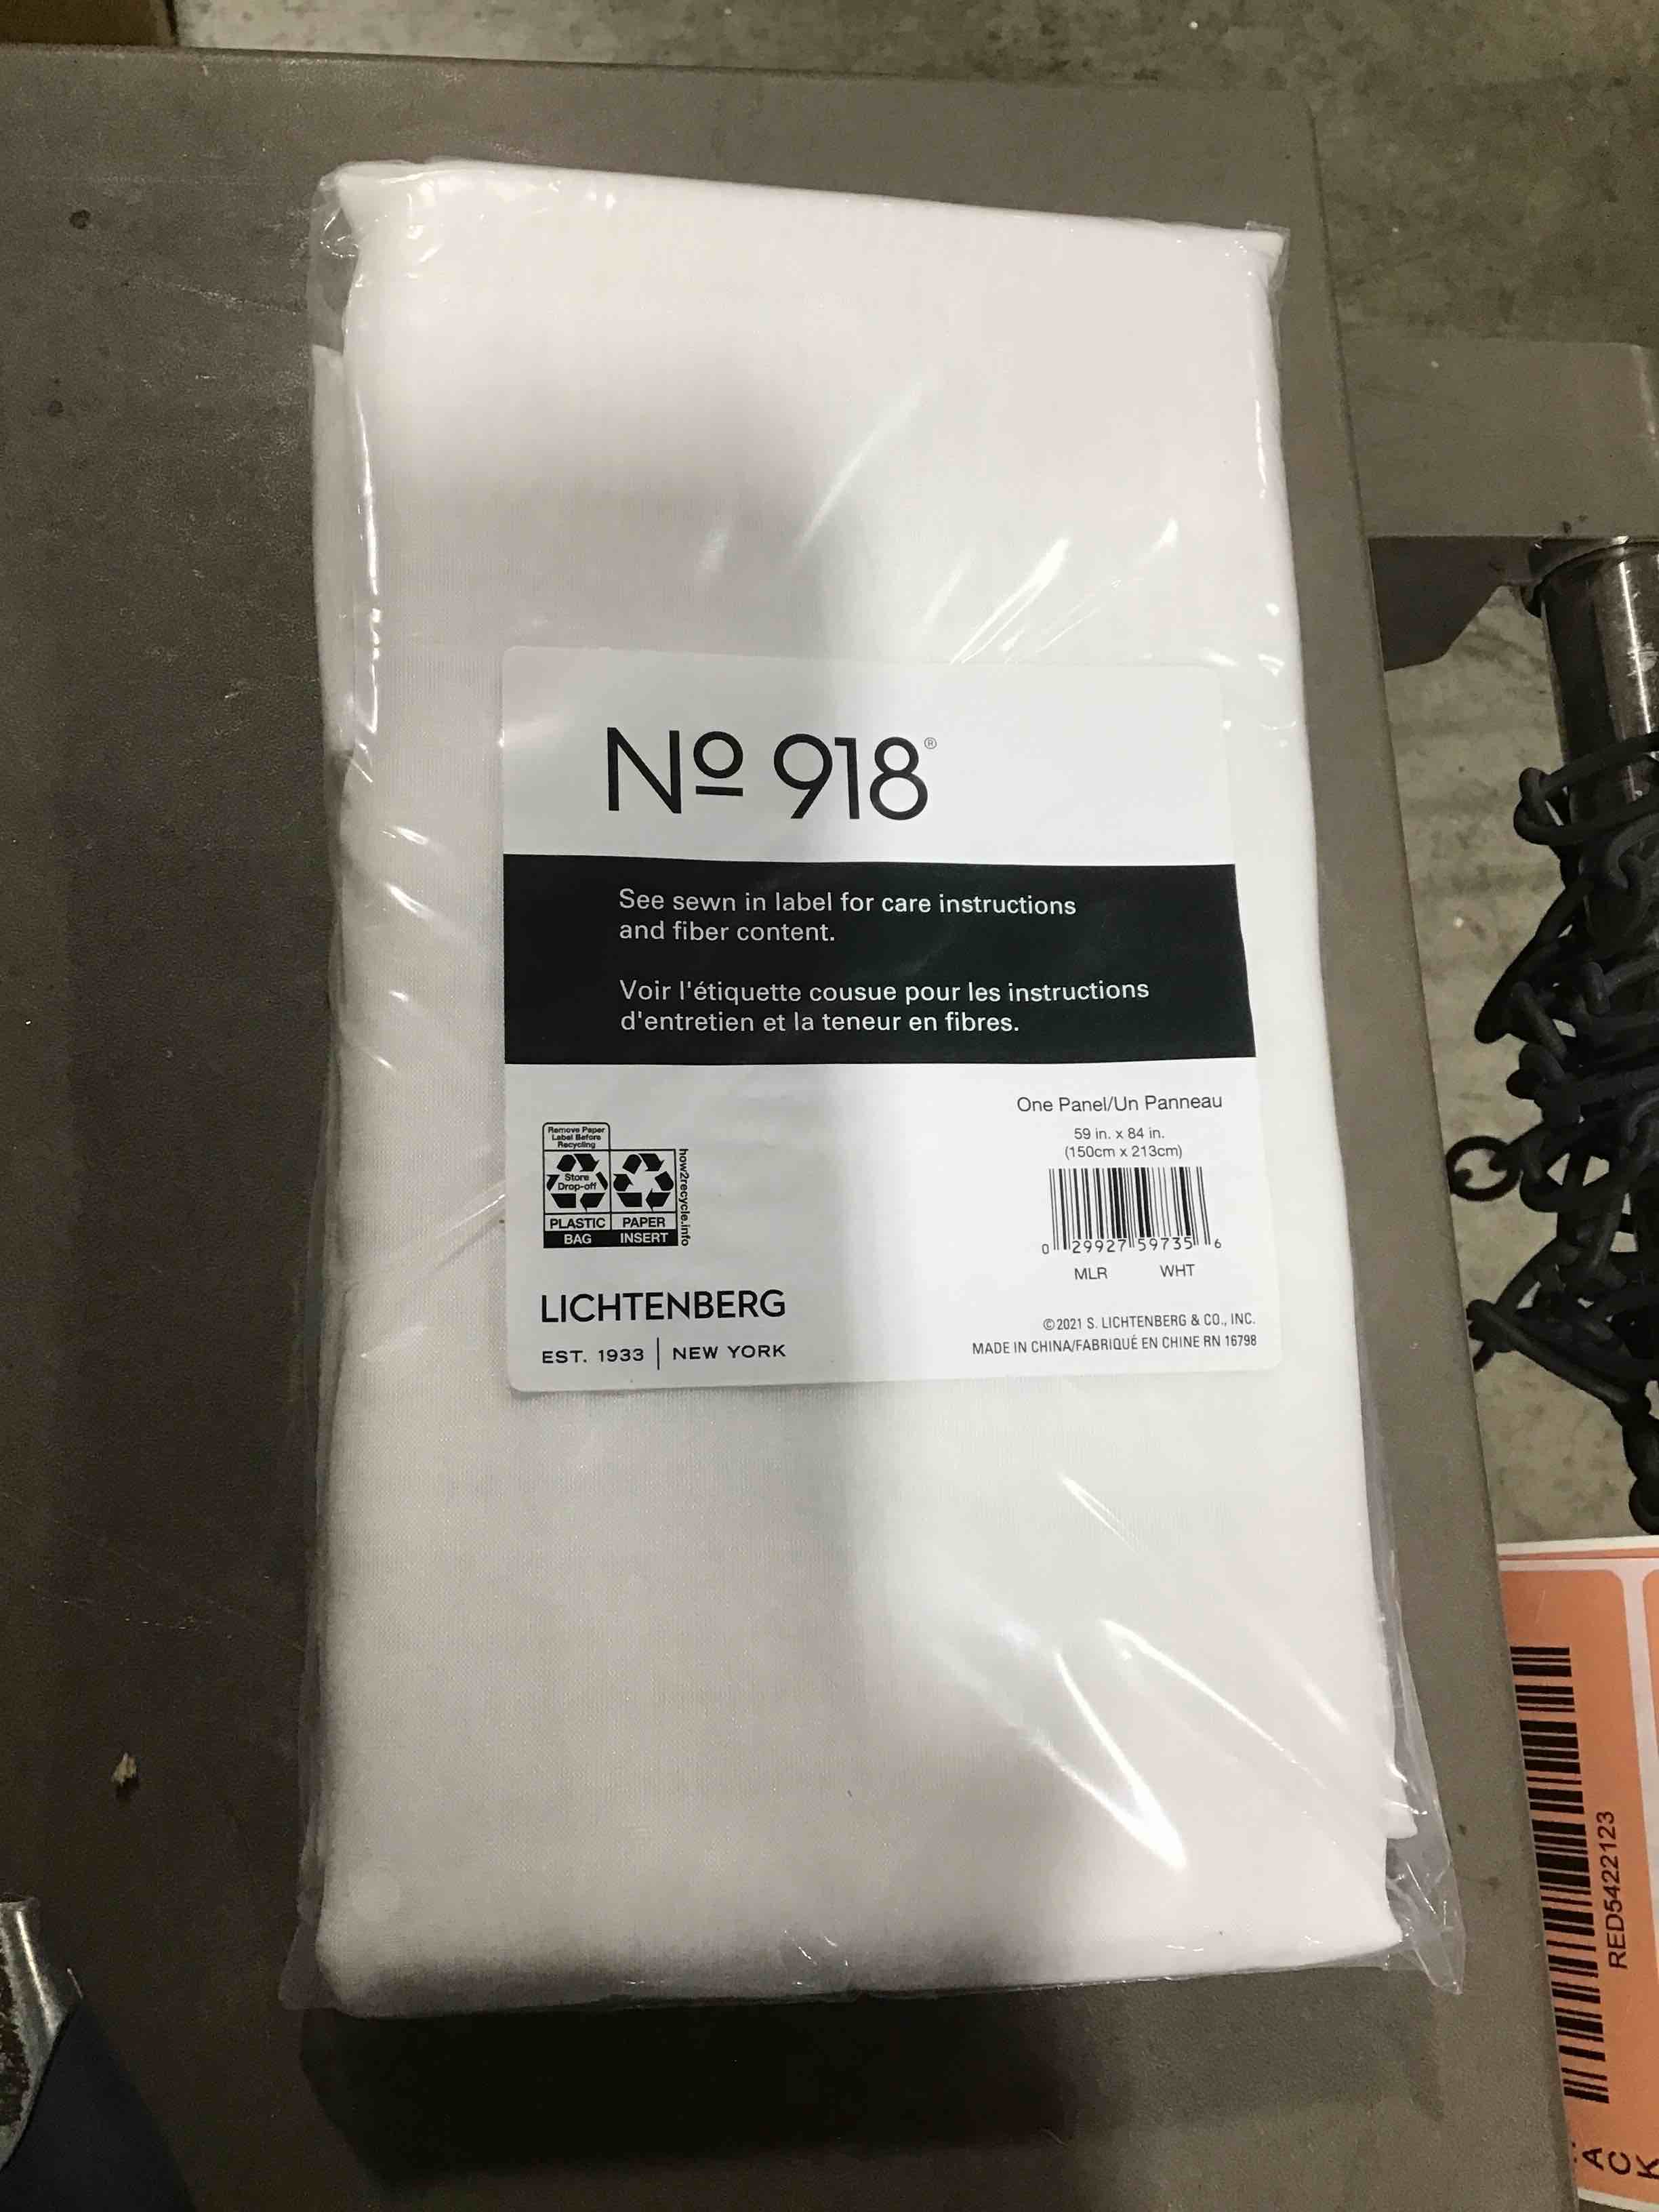 Nº 918®
See sewn in label for care instructions
and fiber content.
Voir l'étiquette cousue pour les instructions
d'entretien et la teneur en fibres.
One Panel/Un Panneau
59 in. x 84 in.
(150cm x 213cm)
0 29927 59735 6
MLR WHT
Remove Paper
Label Before
Recycling
Store
Drop-off
PLASTIC PAPER
BAG INSERT
how2recycle.info
LICHTENBERG
EST. 1933 | NEW YORK
©2021 S. LICHTENBERG & CO., INC.
MADE IN CHINA/FABRIQUÉ EN CHINE RN 16798
RED5422123
A
C
K